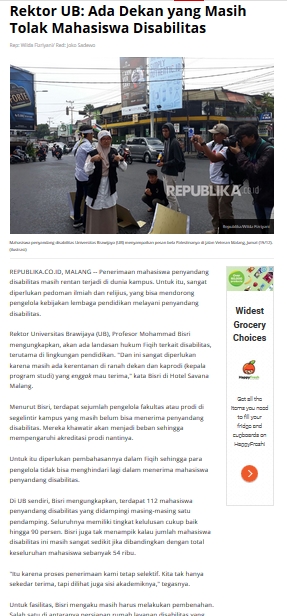 Rektor UB: Ada Dekan yang Masih
Tolak Mahasiswa Disabilitas
Rep: Wilda Fizriyani/ Red: Joko Sadewo
REPUBLIKA.co.id
Republika/Wilda Fizriyani
Mahasiswa penyandang disabilitas Universitas Brawijaya (UB) menyampaikan pesan bela Palestinanya di Jalan Veteran Malang, Jumat
(Ilustrasi)
REPUBLIKA.CO.ID, MALANG -- Penerimaan mahasiswa penyandang
disabilitas masih rentan terjadi di dunia kampus. Untuk itu, sangat
diperlukan pedoman ilmiah dan relijius, yang bisa mendorong
pengelola kebijakan lembaga pendidikan melayani penyandang
disabilitas.
Rektor Universitas Brawijaya (UB), Profesor Mohammad Bisri
mengungkapkan, akan ada landasan hukum Fiqih terkait disabilitas,
terutama di lingkungan pendidikan. "Dan ini sangat diperlukan
karena masih ada kerentanan di ranah dekan dan kaprodi (kepala
program studi) yang enggak mau terima," kata Bisri di Hotel Savana
Malang.
Menurut Bisri, terdapat sejumlah pengelola fakultas atau prodi di
segelintir kampus yang masih belum bisa menerima penyandang
disabilitas. Mereka khawatir akan menjadi beban sehingga
mempengaruhi akreditasi prodi nantinya.
Untuk itu diperlukan pembahasannya dalam Fiqih sehingga para
pengelola tidak bisa menghindari lagi dalam menerima mahasiswa
penyandang disabilitas.
Di UB sendiri, Bisri mengungkapkan, terdapat 112 mahasiswa
penyandang disabilitas yang didampingi masing-masing satu
pendamping. Seluruhnya memiliki tingkat kelulusan cukup baik
hingga 90 persen. Bisri juga tak menampik kalau jumlah mahasiswa
disabilitas ini masih sangat sedikit jika dibandingkan dengan total
keseluruhan mahasiswa sebanyak 54 ribu.
"Itu karena proses penerimaan kami tetap selektif. Kita tak hanya
sekedar terima, tapi dilihat juga sisi akademiknya," tegasnya.
Untuk fasilitas, Bisri mengaku masih harus melakukan pembenahan.
Salah satu di antaranya persiapan rumah layanan disabilitas yang
Widest
Grocery
Choices
HappyFresh
Get all the
items you need
to fill your
fridge and
cupboards on
HappyFresh!